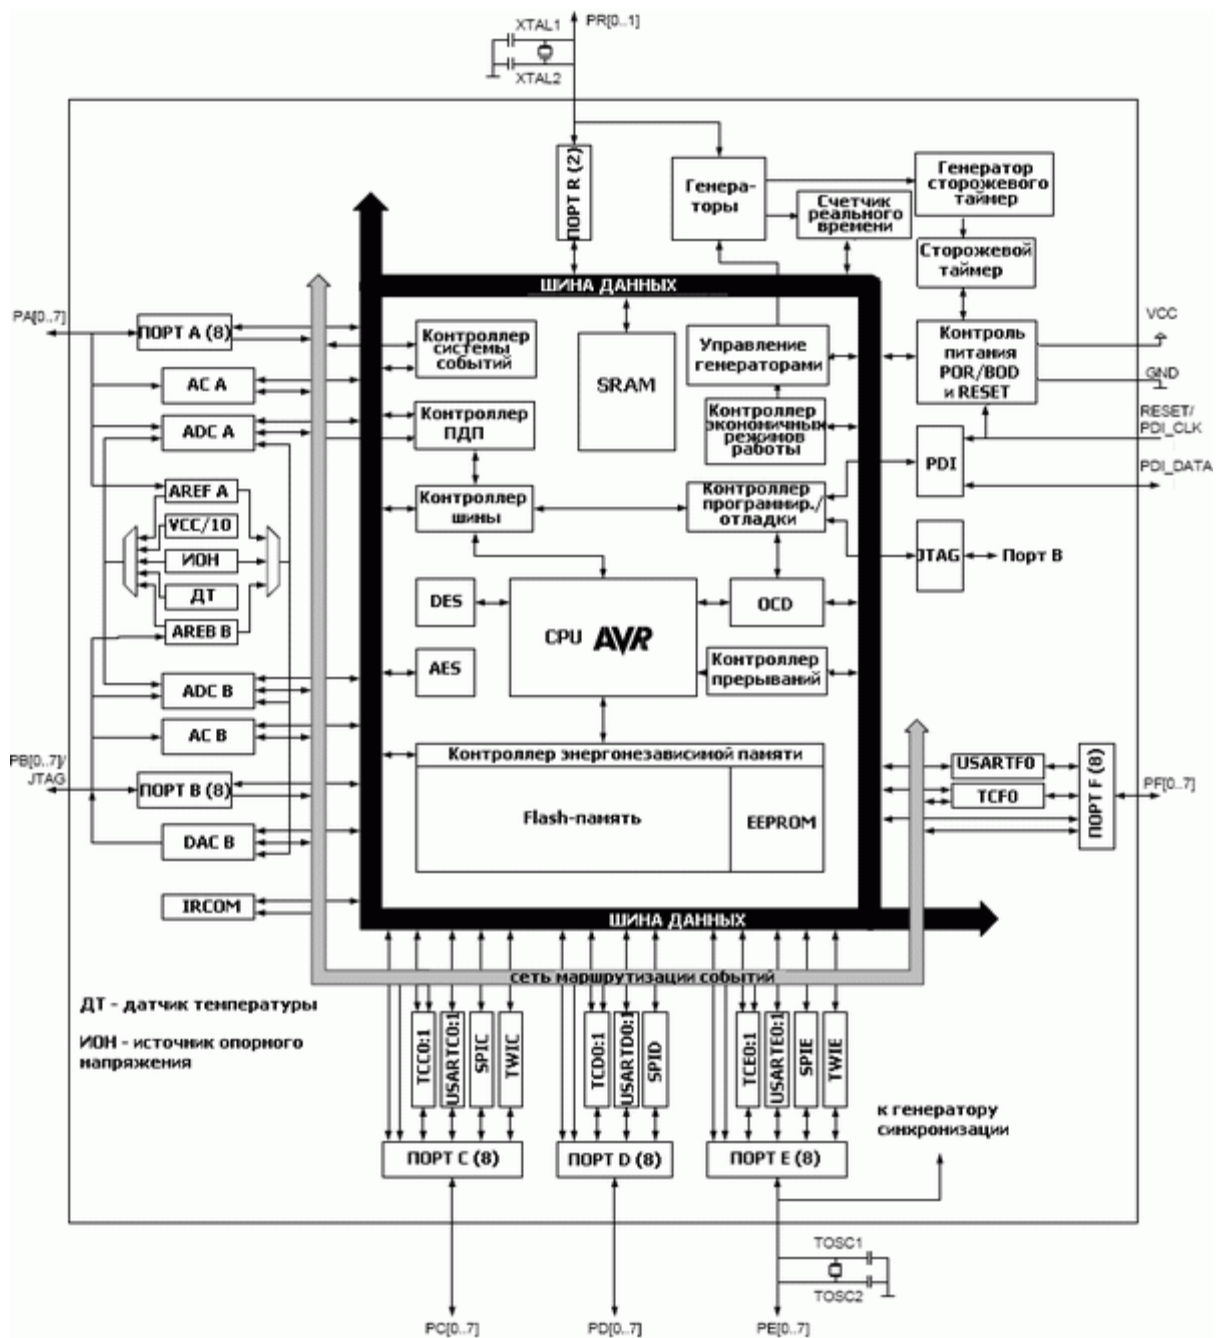 XTAL1
PR[0..1]
XTAL2
ПОРТ R (2)
Генера-
торы
Генератор
сторожевого
таймер
Счетчик
реального
времени
Сторожевой
таймер
ШИНА ДАННЫХ
PA[0..7]
ПОРТ A (8)
Контроллер
системы
событий
SRAM
Управление
генераторами
Контроль
питания
POR/BOD
и RESET
VCC
GND
AC A
ADC A
Контроллер
ПДП
Контроллер
экономичных
режимов
работы
RESET/
PDI_CLK
PDI
PDI_DATA
AREF A
VCC/10
ИОН
ДТ
AREB B
Контроллер
шины
Контроллер
программир./
отладки
JTAG
Порт B
DES
CPU AVR
OCD
AES
Контроллер
прерываний
ADC B
AC B
PB[0..7]/
JTAG
ПОРТ B (8)
Контроллер энергонезависимой памяти
Flash-память
EEPROM
USARTF0
TCF0
ПОРТ F (8)
PF[0..7]
DAC B
IRCOM
ШИНА ДАННЫХ
сеть маршрутизации событий
ДТ - датчик температуры
ИОН - источник опорного
напряжения
TCC0:1
USARTC0:1
SPIC
TWIC
TCD0:1
USARTD0:1
SPID
TCE0:1
USARTE0:1
SPIE
TWIE
к генератору
синхронизации
ПОРТ C (8)
ПОРТ D (8)
ПОРТ E (8)
TOSC1
TOSC2
PC[0..7]
PD[0..7]
PE[0..7]